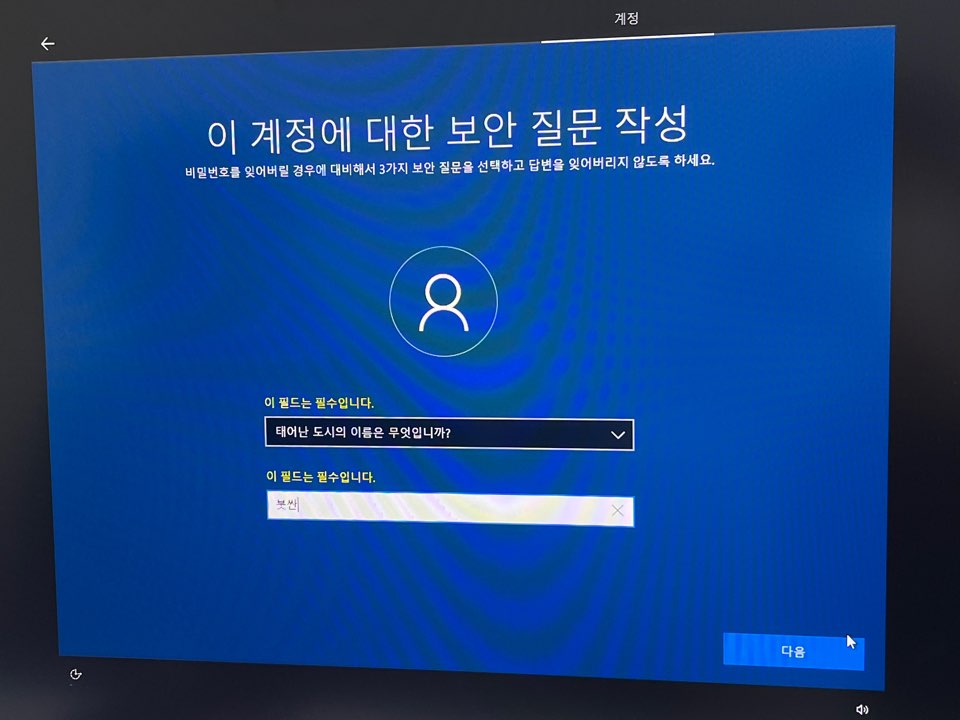 계정
이 계정에 대한 보안 질문 작성
비밀번호를 잊어버릴 경우에 대비해서 3가지 보안 질문을 선택하고 답변을 잊어버리지 않도록 하세요.
이 필드는 필수입니다.
태어난 도시의 이름은 무엇입니까?
이 필드는 필수입니다.
붓싼
다음